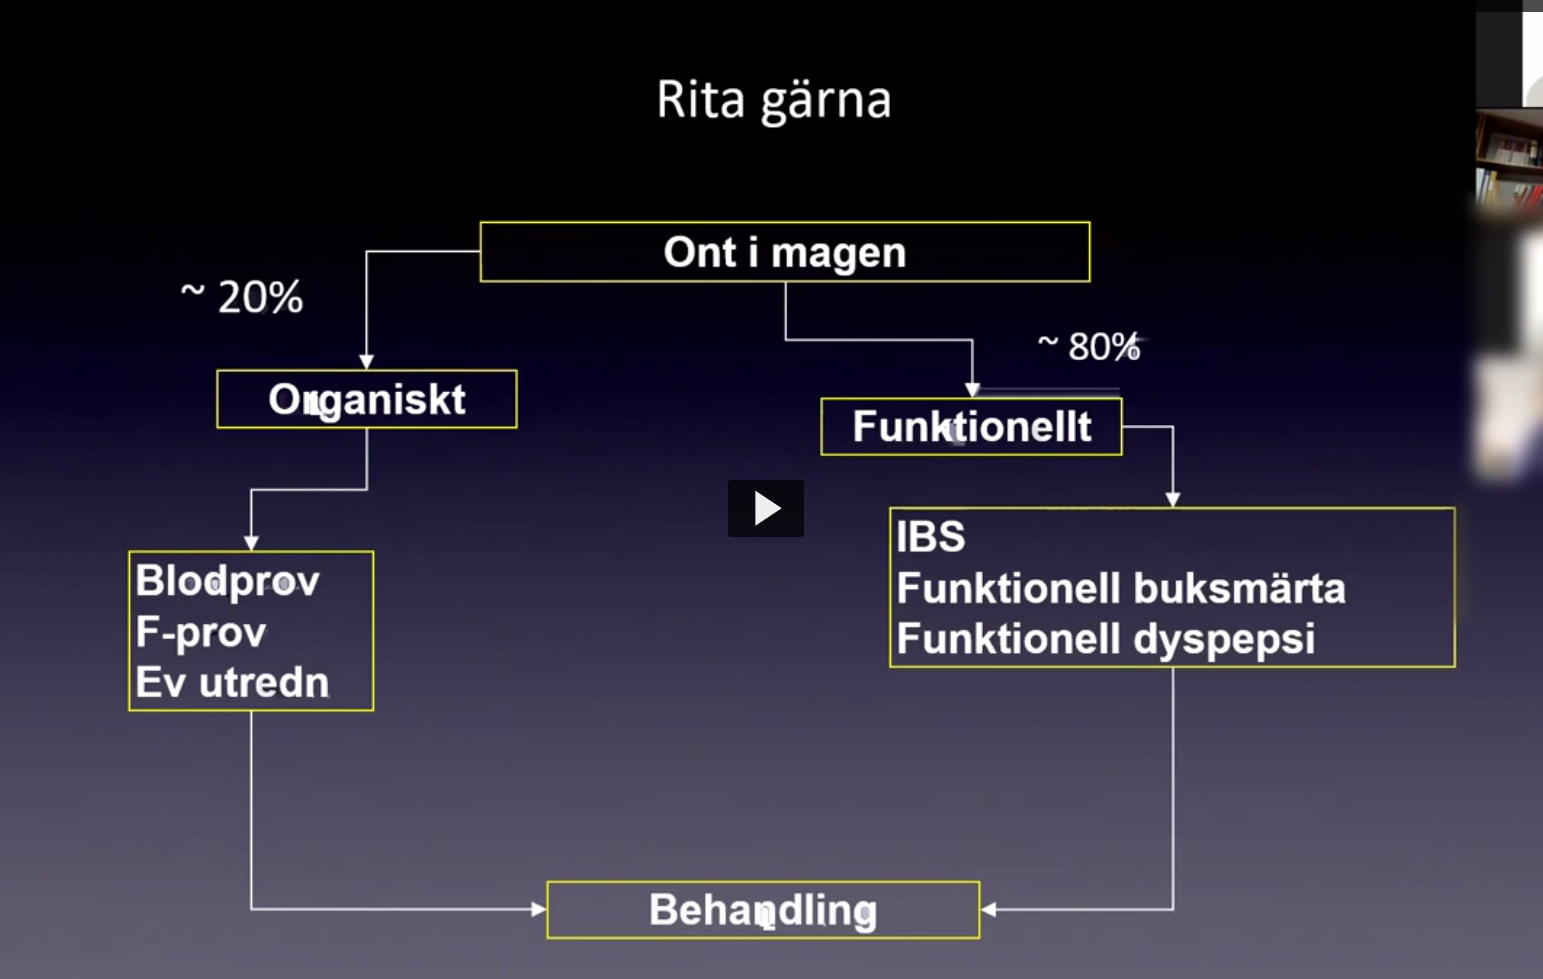 Rita gärna
Ont i magen
~ 20%
~ 80%
Organiskt
Funktionellt
Blodprov
F-prov
Ev utredn
IBS
Funktionell buksmärta
Funktionell dyspepsi
Behandling